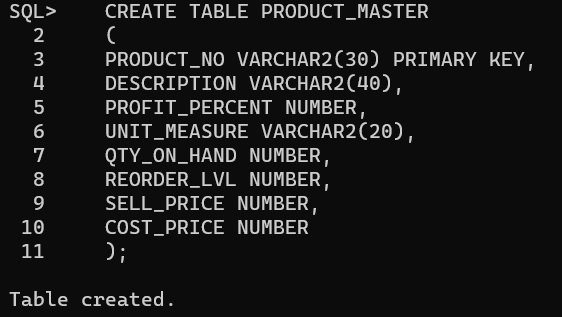 SQL>    CREATE TABLE PRODUCT_MASTER
  2     (
  3     PRODUCT_NO VARCHAR2(30) PRIMARY KEY,
  4     DESCRIPTION VARCHAR2(40),
  5     PROFIT_PERCENT NUMBER,
  6     UNIT_MEASURE VARCHAR2(20),
  7     QTY_ON_HAND NUMBER,
  8     REORDER_LVL NUMBER,
  9     SELL_PRICE NUMBER,
 10     COST_PRICE NUMBER
 11     );

Table created.